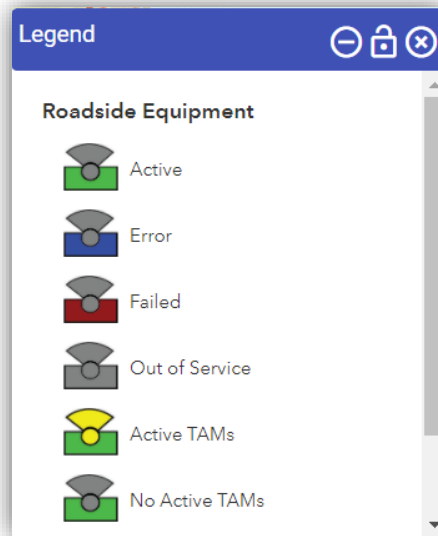 Legend
Roadside Equipment
Active
Error
Failed
Out of Service
Active TAMs
No Active TAMs